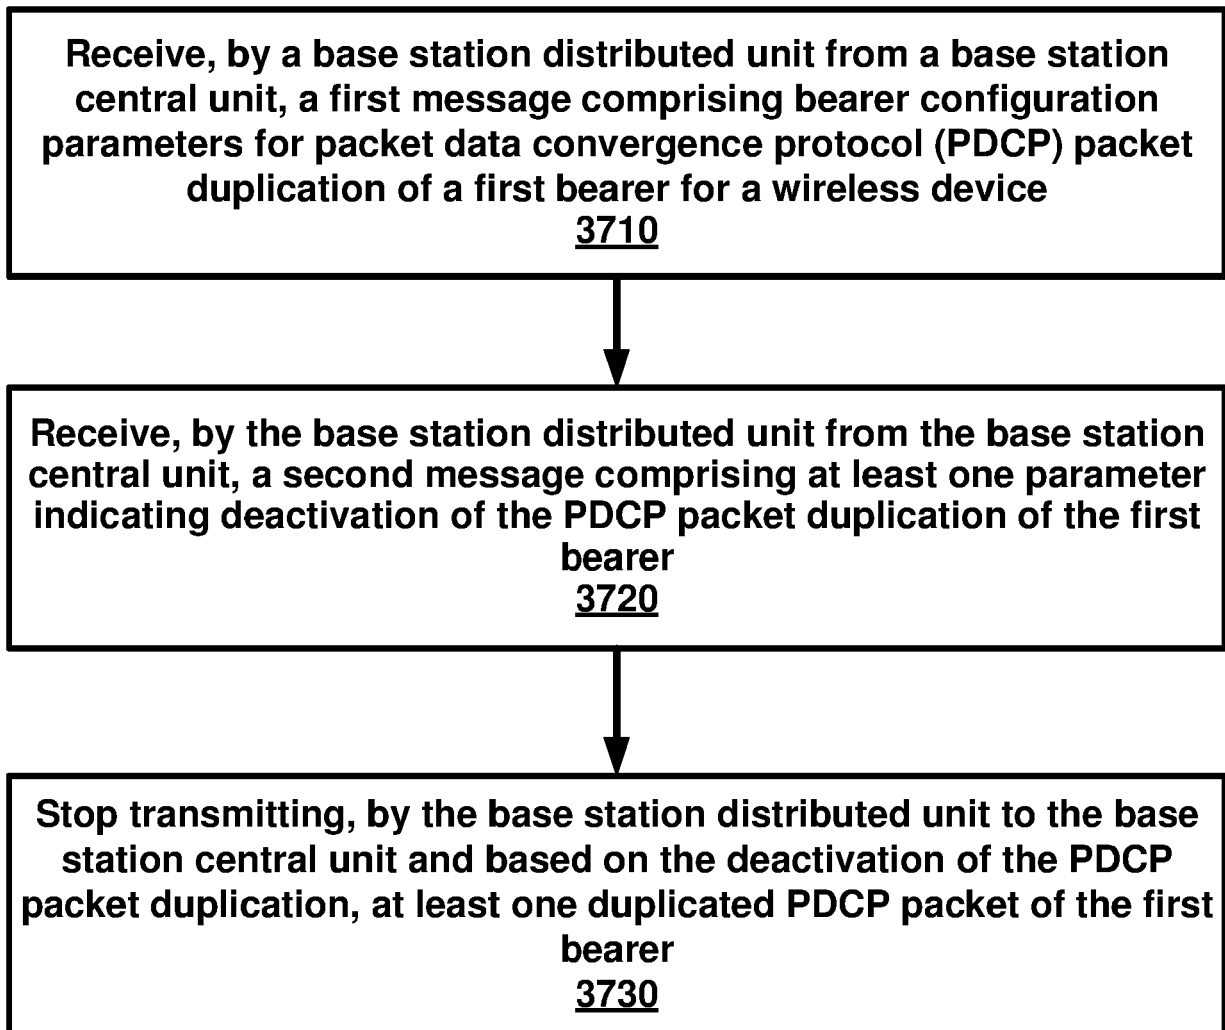 Receive, by a base station distributed unit from a base station
central unit, a first message comprising bearer configuration
parameters for packet data convergence protocol (PDCP) packet
duplication of a first bearer for a wireless device
3710
Receive, by the base station distributed unit from the base station
central unit, a second message comprising at least one parameter
indicating deactivation of the PDCP packet duplication of the first
bearer
3720
Stop transmitting, by the base station distributed unit to the base
station central unit and based on the deactivation of the PDCP
packet duplication, at least one duplicated PDCP packet of the first
bearer
3730